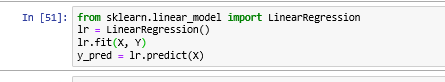 In [51]: from sklearn.linear_model import LinearRegression
lr = LinearRegression()
lr.fit(X, Y)
y_pred = lr.predict(X)